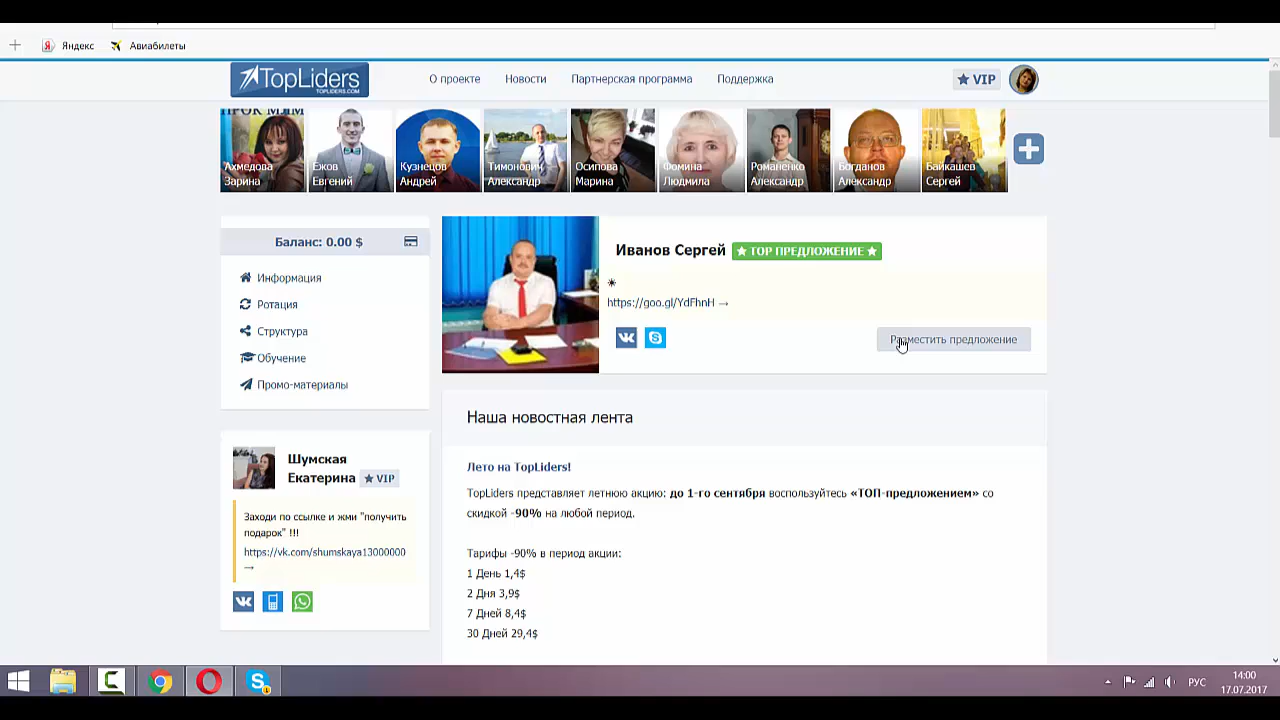 Яндекс
Авиабилеты
TopLiders
TOPLIDERS.COM
О проекте
Новости
Партнерская программа
Поддержка
VIP
Ахмедова
Зарина
Ежов
Евгений
Кузнецов
Андрей
Тимонович
Александр
Осипова
Марина
Фомина
Людмила
Романенко
Александр
Богданов
Александр
Байкашев
Сергей
Баланс: 0.00 $
Информация
Ротация
Структура
Обучение
Промо-материалы
Шумская
Екатерина VIP
Заходи по ссылке и жми "получить
подарок" !!!
https://vk.com/shumskaya13000000
→
Иванов Сергей ★ TOP ПРЕДЛОЖЕНИЕ ★
☀
https://goo.gl/YdFhnH →
Разместить предложение
Наша новостная лента
Лето на TopLiders!
TopLiders представляет летнюю акцию: до 1-го сентября воспользуйтесь «ТОП-предложением» со
скидкой -90% на любой период.
Тарифы -90% в период акции:
1 День 1,4$
2 Дня 3,9$
7 Дней 8,4$
30 Дней 29,4$
РУС
14:00
17.07.2017